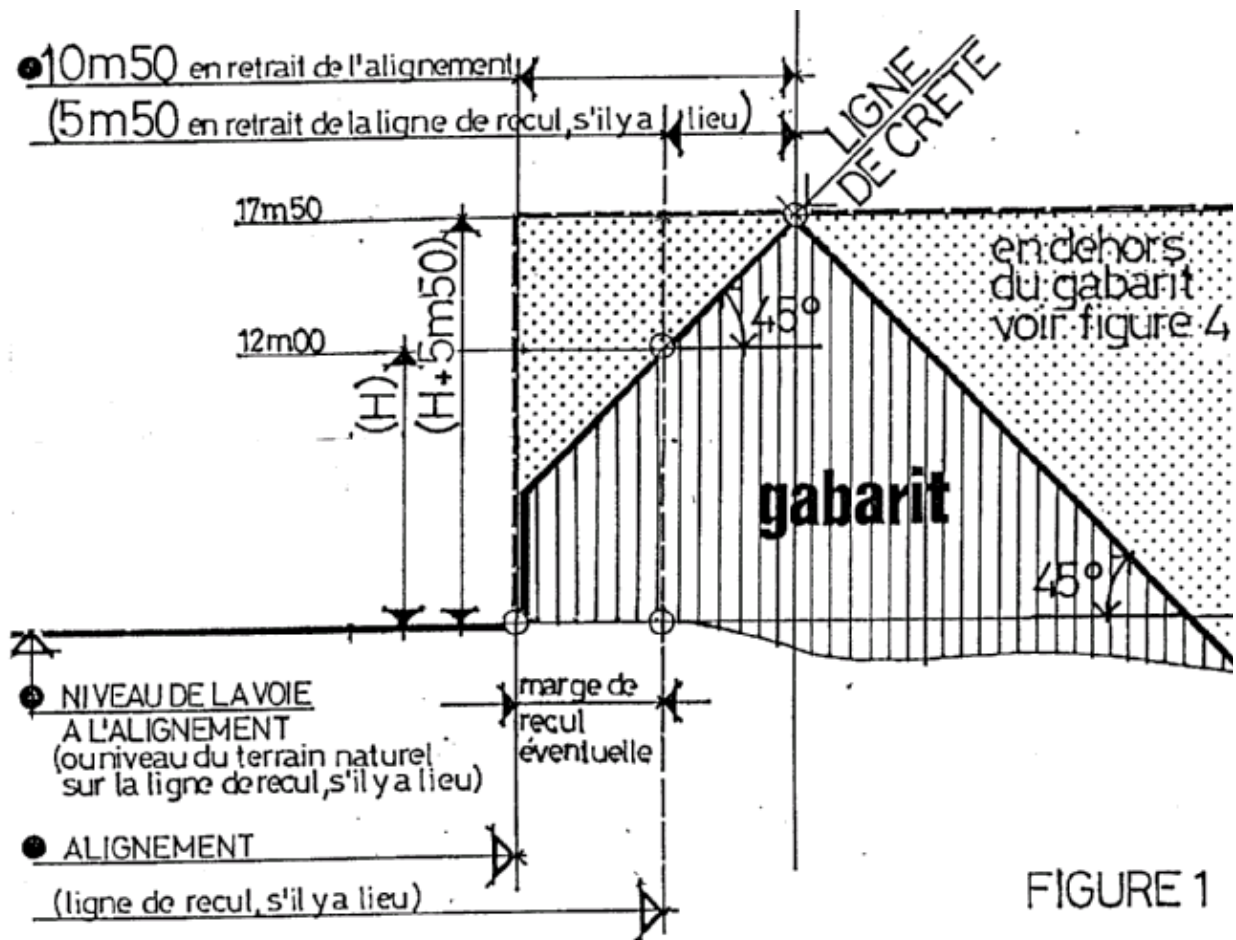 ● 10m50 en retrait de l'alignement
(5m50 en retrait de la ligne de recul, s'il y a lieu)
LIGNE
DE CRETE
17m50
en dehors
du gabarit
voir figure 4
45°
12m00
(H)
(H+5m50)
gabarit
45°
● NIVEAU DE LA VOIE
A L'ALIGNEMENT
(ou niveau du terrain naturel
sur la ligne de recul, s'il y a lieu)
marge de
recul
éventuelle
● ALIGNEMENT
(ligne de recul, s'il y a lieu)
FIGURE 1